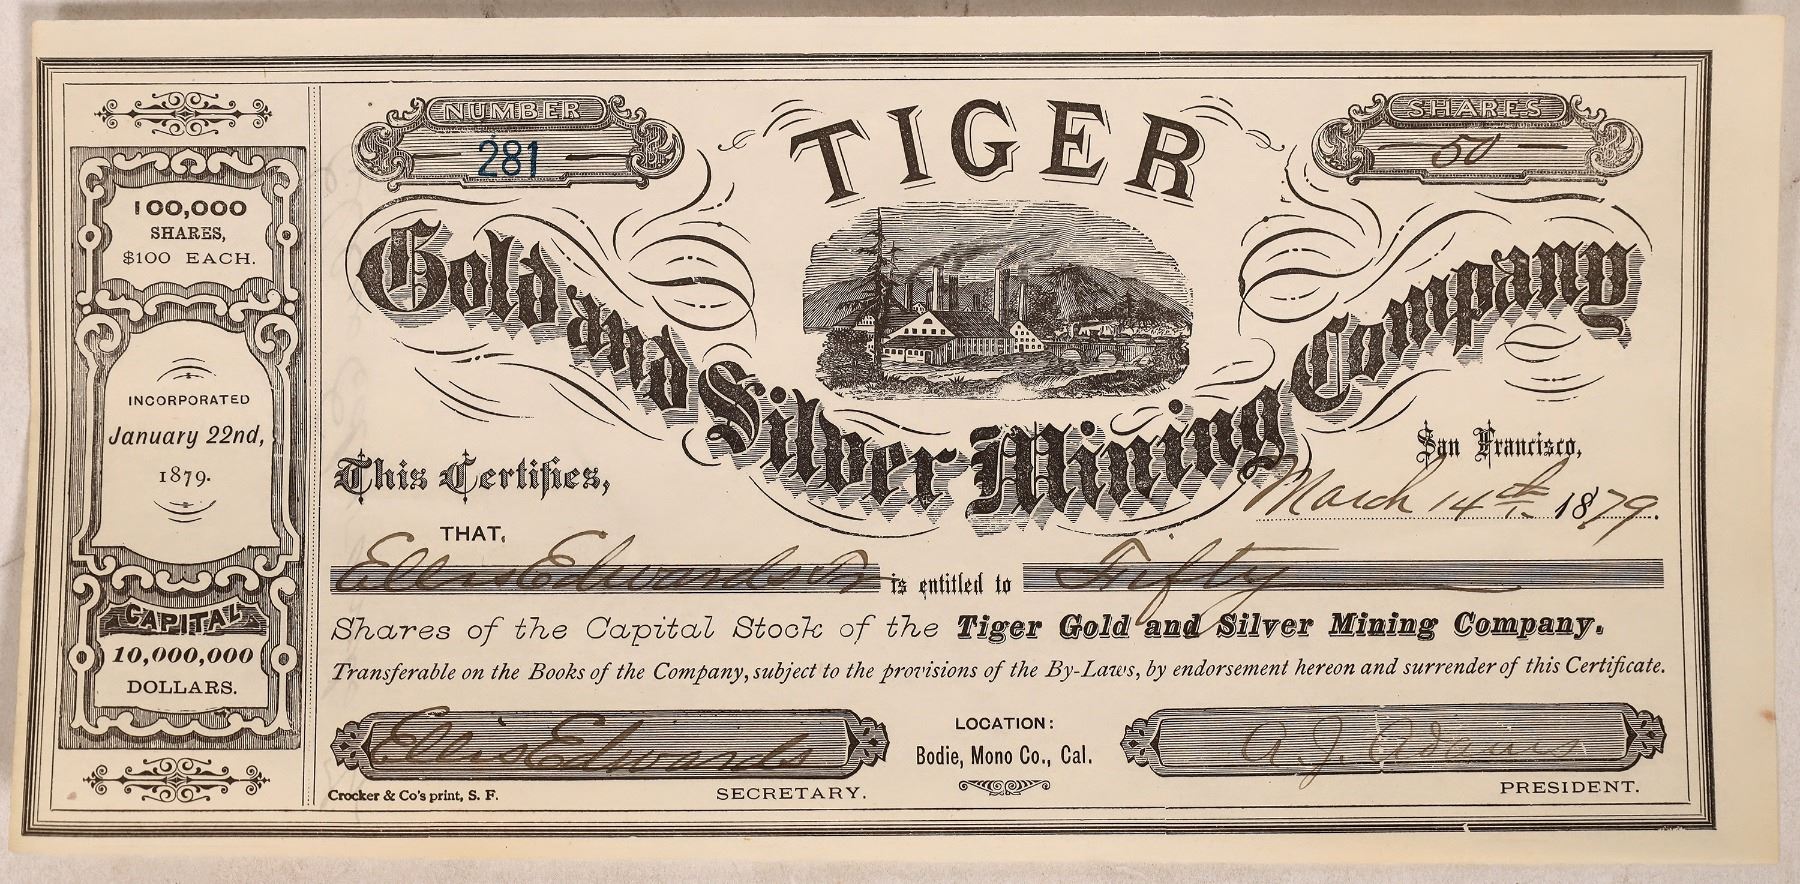 NUMBER
281
TIGER
SHARES
50
Gold and Silver Mining Company
100,000
SHARES,
$100 EACH.
INCORPORATED
January 22nd,
1879.
CAPITAL
10,000,000
DOLLARS.
San Francisco,
March 14th 1879.
This Certifies,
THAT,
Ellis Edwards Tr is entitled to Fifty
Shares of the Capital Stock of the Tiger Gold and Silver Mining Company.
Transferable on the Books of the Company, subject to the provisions of the By-Laws, by endorsement hereon and surrender of this Certificate.
Ellis Edwards
SECRETARY.
LOCATION:
Bodie, Mono Co., Cal.
A. J. Adams
PRESIDENT.
Crocker & Co's print, S. F.